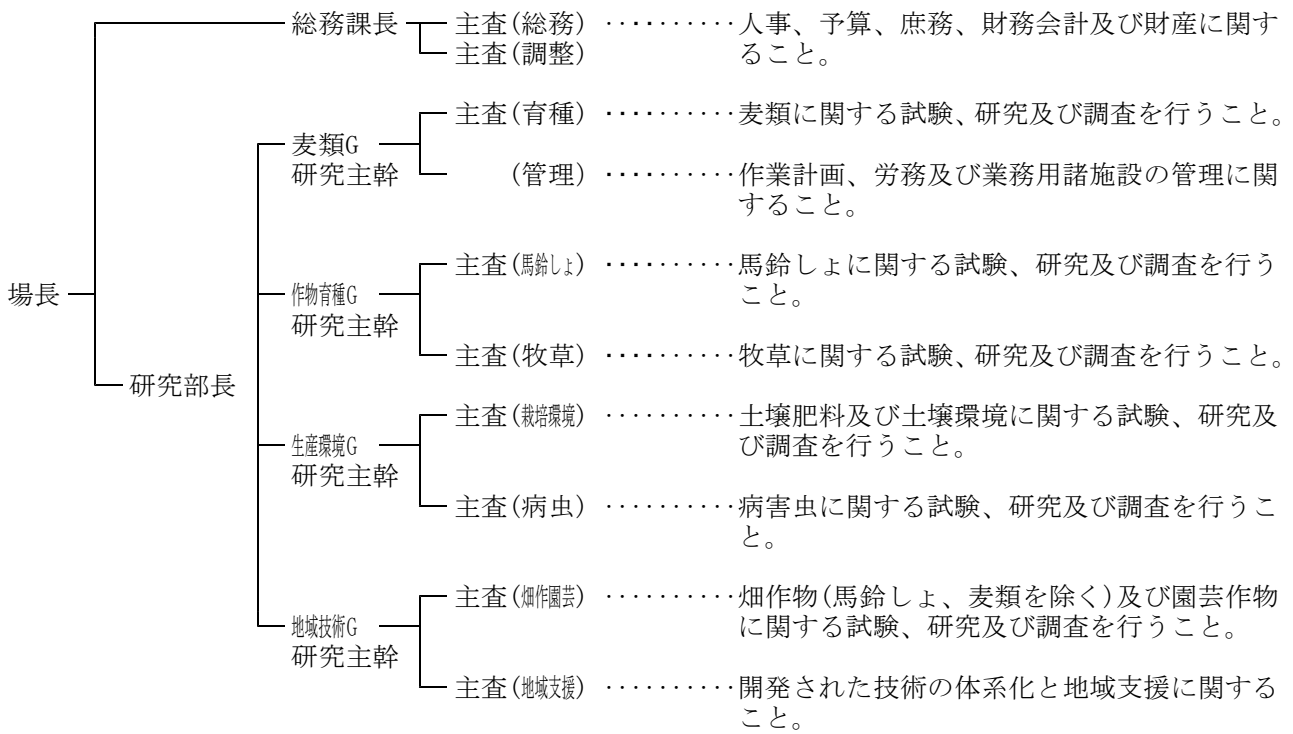 総務課長 主査(総務) ・・・・・・・・・・人事、予算、庶務、財務会計及び財産に関す
主査(調整) ること。
主査(育種) ・・・・・・・・・・麦類に関する試験、研究及び調査を行うこと。
麦類G
研究主幹 (管理) ・・・・・・・・・・作業計画、労務及び業務用諸施設の管理に関
すること。
主査(馬鈴しょ) ・・・・・・・・・・馬鈴しょに関する試験、研究及び調査を行う
場長 作物育種G こと。
研究主幹
主査(牧草) ・・・・・・・・・・牧草に関する試験、研究及び調査を行うこと。
研究部長
主査(栽培環境) ・・・・・・・・・・土壌肥料及び土壌環境に関する試験、研究及
生産環境G び調査を行うこと。
研究主幹
主査(病虫) ・・・・・・・・・・病害虫に関する試験、研究及び調査を行うこ
と。
主査(畑作園芸) ・・・・・・・・・・畑作物(馬鈴しょ、麦類を除く)及び園芸作物
地域技術G に関する試験、研究及び調査を行うこと。
研究主幹
主査(地域支援) ・・・・・・・・・・開発された技術の体系化と地域支援に関する
こと。